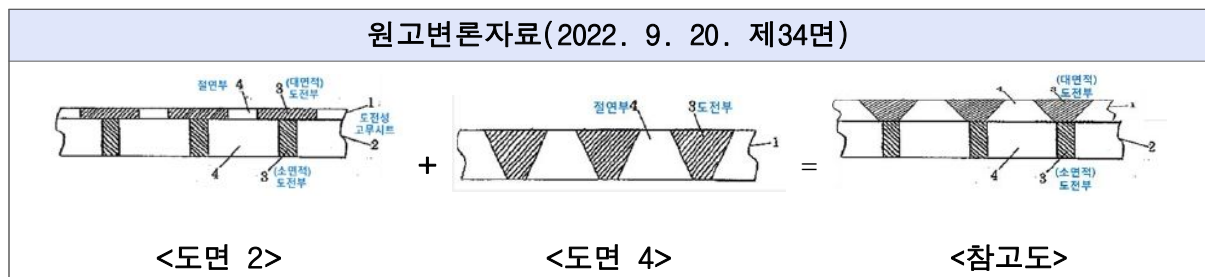 원고변론자료(2022. 9. 20. 제34면)
절연부 4 3 (대면적) 도전부
1
도전성
고무시트
2
4 3 (소면적) 도전부
+
절연부 4 3 도전부
1
=
(대면적)
도전부
4 3
1
2
4 3 (소면적)
도전부
<도면 2> <도면 4> <참고도>